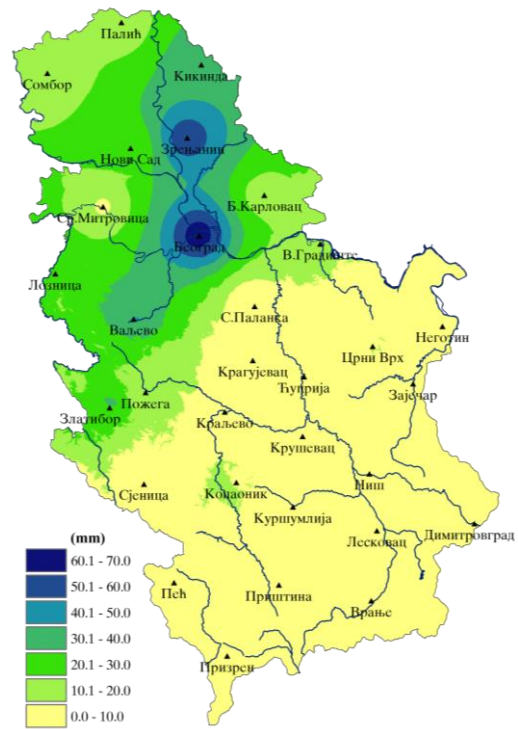 Палић
Кикинда
Сомбор
Зрењанин
Нови Сад
Б.Карловац
Ср.Митровица
Београд
В.Градиште
Лозница
С.Паланка
Ваљево
Неготин
Црни Врх
Крагујевац
Ћуприја
Зајечар
Пожега
Златибор
Краљево
Крушевац
Ниш
Сјеница
Копаоник
Куршумлија
Димитровград
Лесковац
(mm)
60.1 - 70.0
50.1 - 60.0
40.1 - 50.0
30.1 - 40.0
20.1 - 30.0
10.1 - 20.0
0.0 - 10.0
Пећ
Приштина
Врање
Призрен